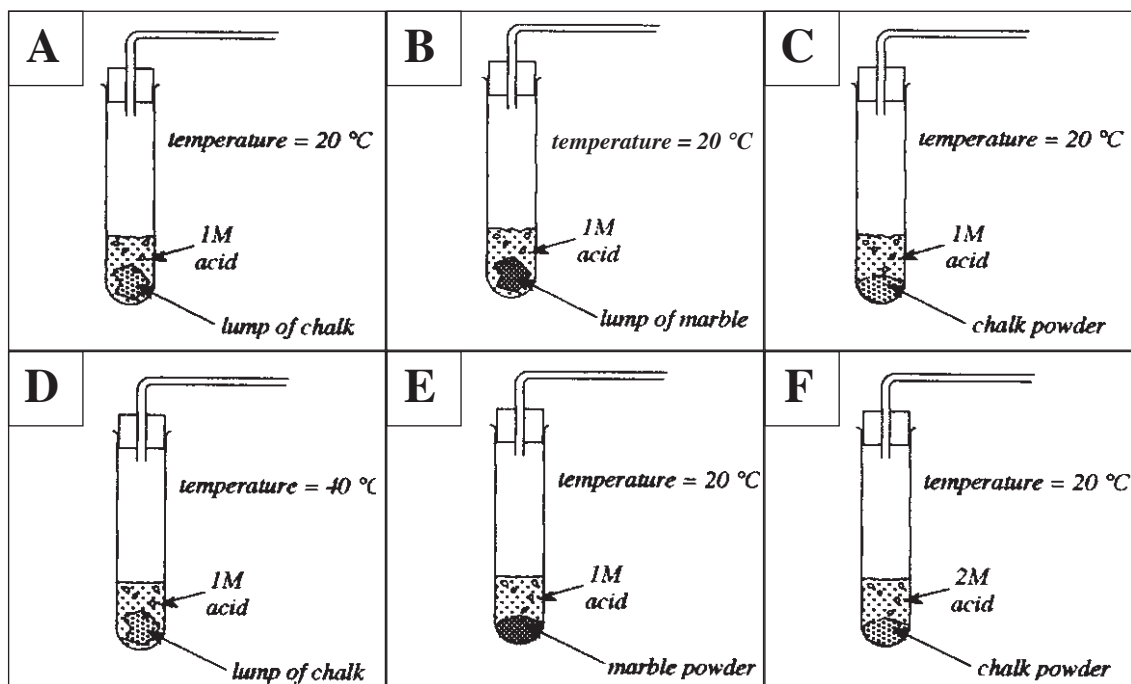 A
temperature = 20 °C
1M
acid
lump of chalk
B
temperature = 20 °C
1M
acid
lump of marble
C
temperature = 20 °C
1M
acid
chalk powder
D
temperature = 40 °C
1M
acid
lump of chalk
E
temperature = 20 °C
1M
acid
marble powder
F
temperature = 20 °C
2M
acid
chalk powder